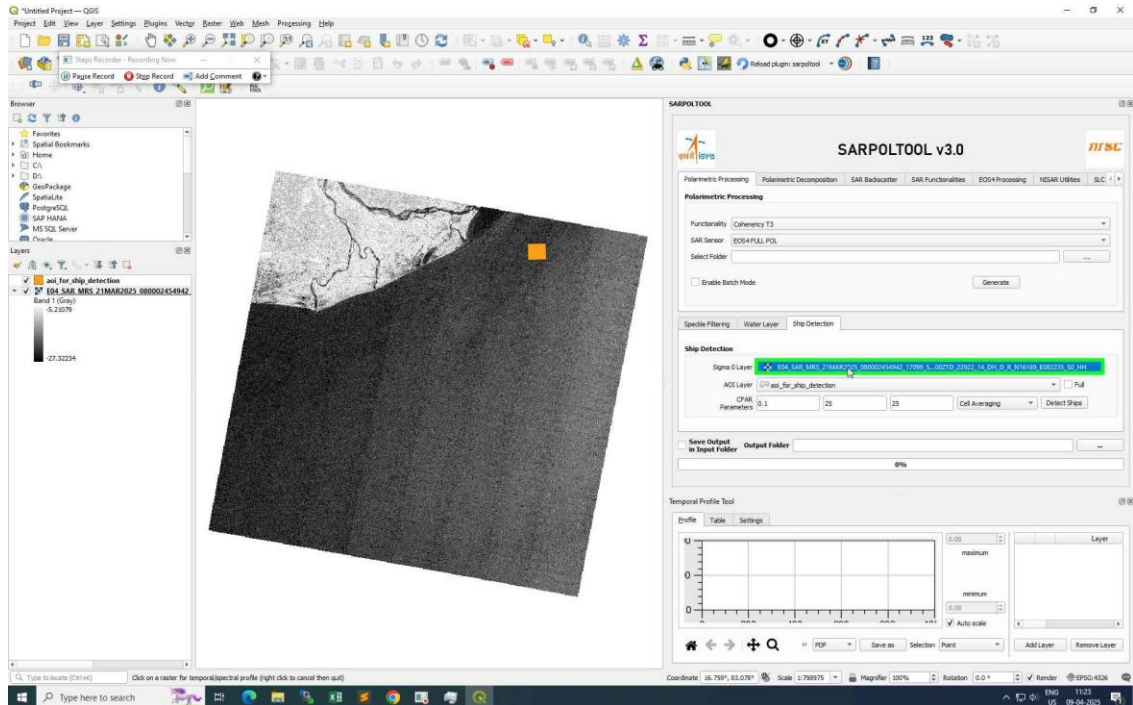 *Untitled Project — QGIS
Project Edit View Layer Settings Plugins Vector Raster Web Mesh Processing Help
Steps Recorder - Recording Now
Pause Record Stop Record Add Comment
Reload plugin: sarpoltool
Browser
Favorites
Spatial Bookmarks
Home
C:\
D:\
GeoPackage
SpatiaLite
PostgreSQL
SAP HANA
MS SQL Server
Oracle
Layers
aoi_for_ship_detection
E04_SAR_MRS_21MAR2025_080002454942
Band 1 (Gray)
-5.21079
-27.32234
SARPOLTOOL
इसरो isro
SARPOLTOOL v3.0
nrsc
Polarimetric Processing Polarimetric Decomposition SAR Backscatter SAR Functionalities EOS4 Processing NISAR Utilities SLC
Polarimetric Processing
Functionality Coherency T3
SAR Sensor EOS4 FULL POL
Select Folder ...
Enable Batch Mode Generate
Speckle Filtering Water Layer Ship Detection
Ship Detection
Sigma 0 Layer E04_SAR_MRS_21MAR2025_080002454942_17099_S...00ZTD_22922_14_DH_D_R_N16169_E082235_50_HH
AOI Layer aoi_for_ship_detection Full
CFAR Parameters 0.1 25 25 Cell Averaging Detect Ships
Save Output in Input Folder Output Folder ...
0%
Temporal Profile Tool
Profile Table Settings
0.00 Layer
maximum
0
minimum
0.00
Auto scale
PDF Save as Selection Point Add Layer Remove Layer
Type to locate (Ctrl+K) Click on a raster for temporal/spectral profile (right click to cancel then quit) Coordinate 16.759°, 83.078° Scale 1:798975 Magnifier 100% Rotation 0.0 ° Render EPSG:4326
Type here to search ENG 11:23
US 09-04-2025